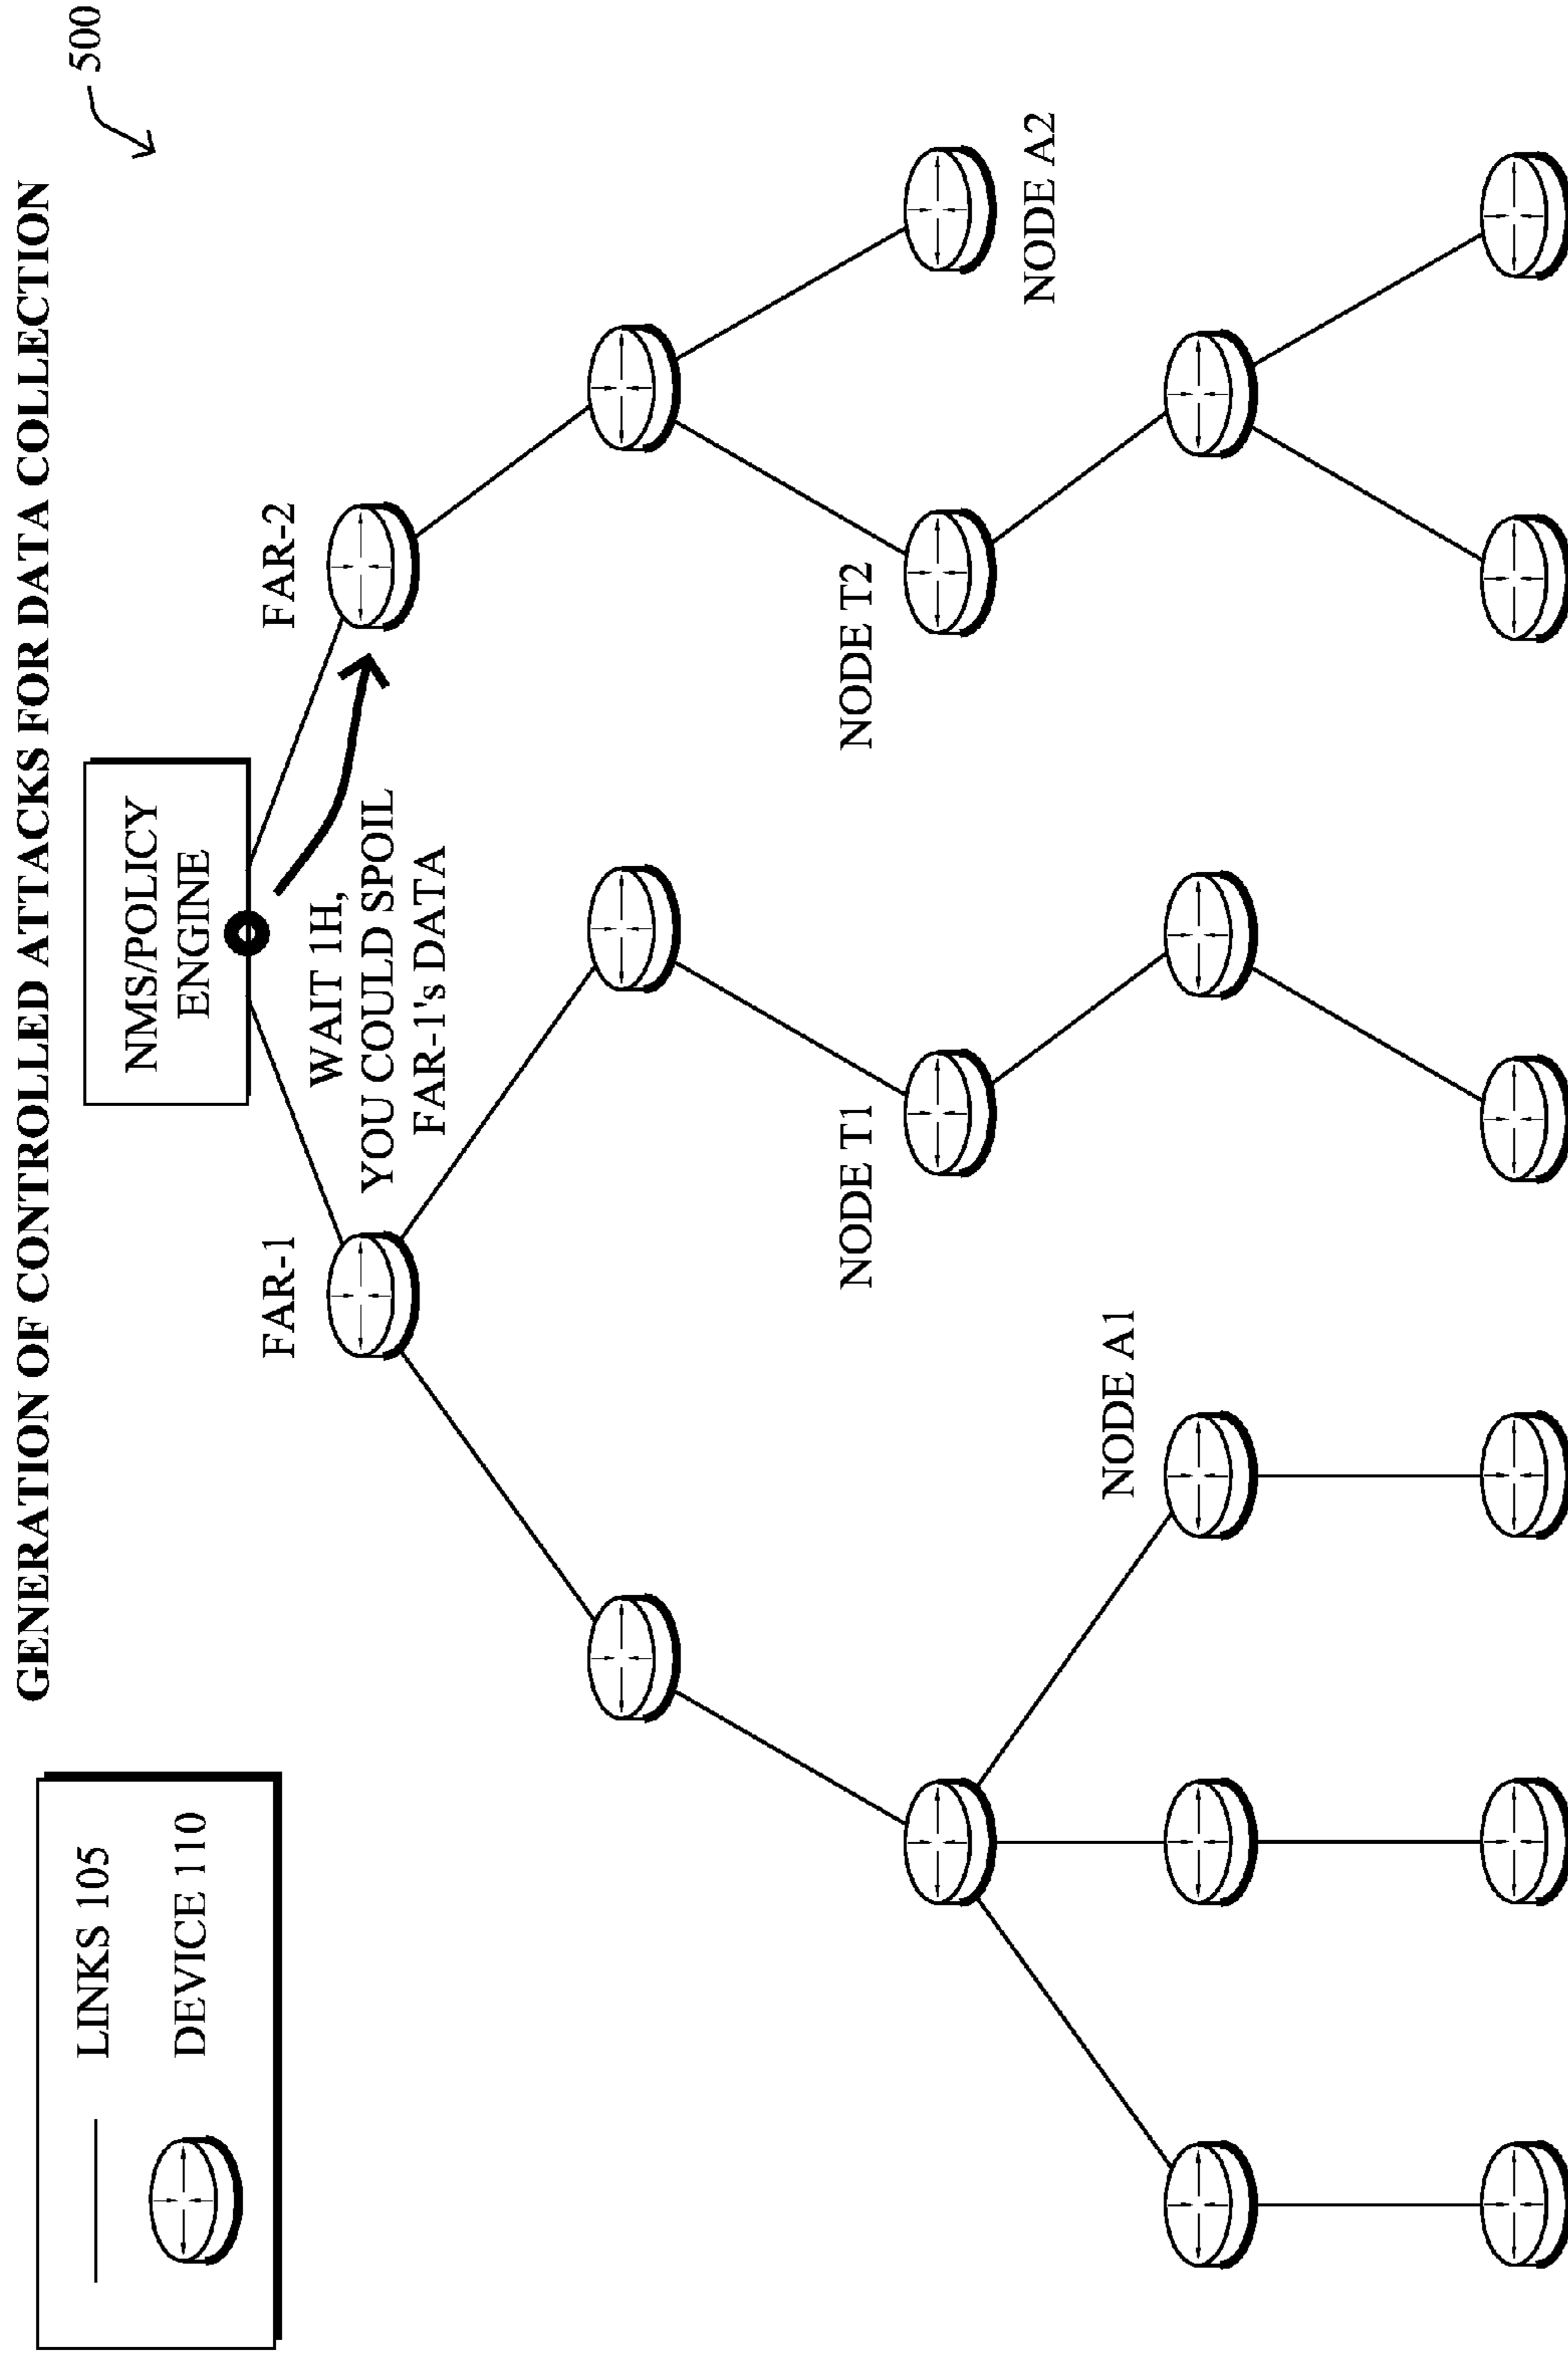 GENERATION OF CONTROLLED ATTACKS FOR DATA COLLECTION
500
LINKS 105
DEVICE 110
NMS/POLICY
ENGINE
FAR-1
FAR-2
WAIT 1H,
YOU COULD SPOIL
FAR-1's DATA
NODE T1
NODE T2
NODE A2
NODE A1